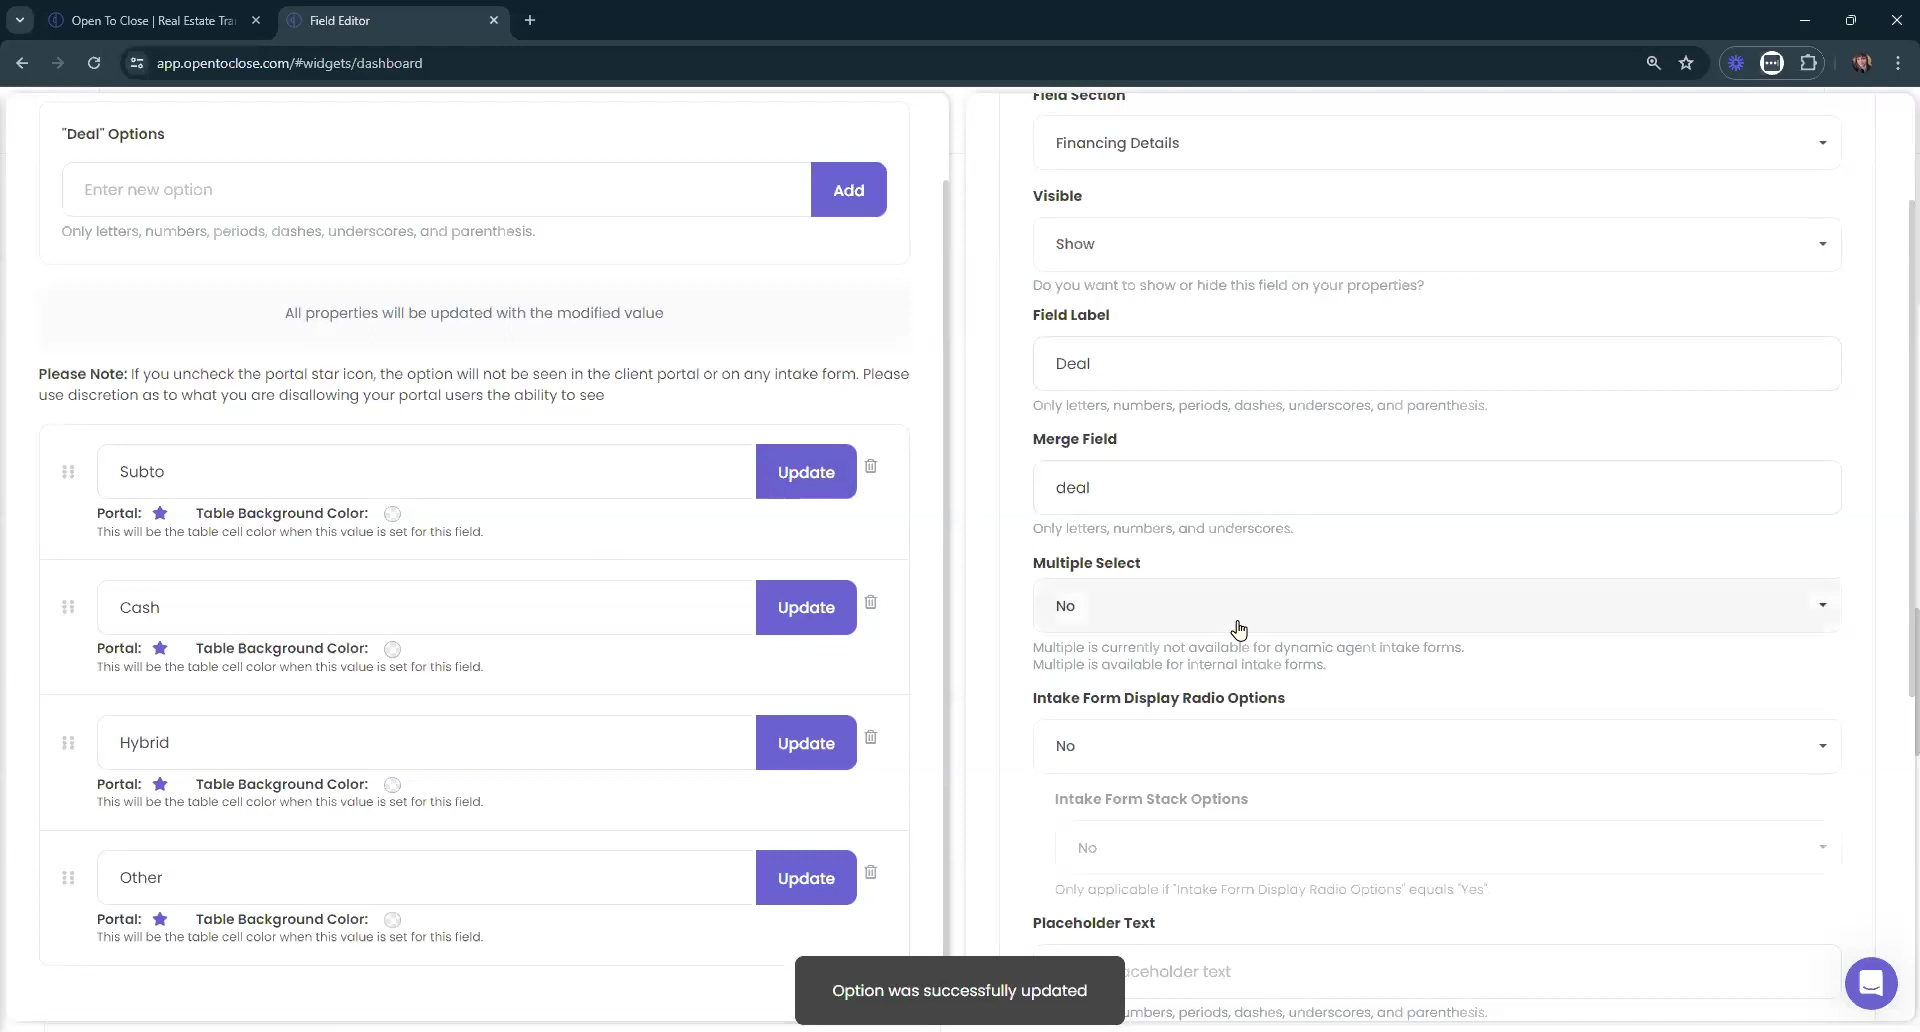 Open To Close | Real Estate Tra
Field Editor
app.opentoclose.com/#widgets/dashboard
"Deal" Options
Enter new option
Add
Only letters, numbers, periods, dashes, underscores, and parenthesis.
All properties will be updated with the modified value
Please Note: If you uncheck the portal star icon, the option will not be seen in the client portal or on any intake form. Please
use discretion as to what you are disallowing your portal users the ability to see
Subto
Update
Portal:
Table Background Color:
This will be the table cell color when this value is set for this field.
Cash
Update
Portal:
Table Background Color:
This will be the table cell color when this value is set for this field.
Hybrid
Update
Portal:
Table Background Color:
This will be the table cell color when this value is set for this field.
Other
Update
Portal:
Table Background Color:
This will be the table cell color when this value is set for this field.
Field Section
Financing Details
Visible
Show
Do you want to show or hide this field on your properties?
Field Label
Deal
Only letters, numbers, periods, dashes, underscores, and parenthesis.
Merge Field
deal
Only letters, numbers, and underscores.
Multiple Select
No
Multiple is currently not available for dynamic agent intake forms.
Multiple is available for internal intake forms.
Intake Form Display Radio Options
No
Intake Form Stack Options
No
Only applicable if "Intake Form Display Radio Options" equals "Yes"
Placeholder Text
aceholder text
umbers, periods, dashes, underscores, and parenthesis.
Option was successfully updated